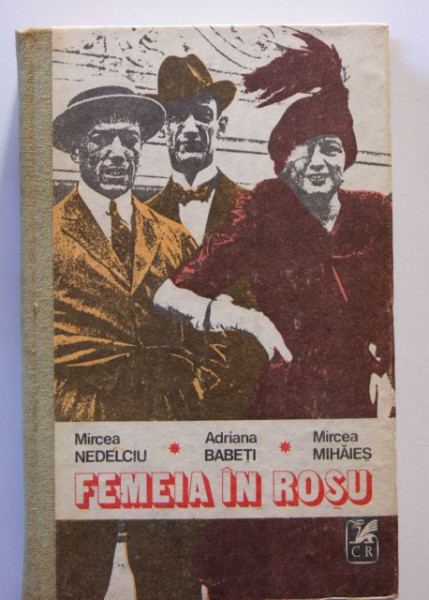 Mircea NEDELCIU * Adriana BABEȚI * Mircea MIHĂIEȘ
FEMEIA ÎN ROȘU
CR